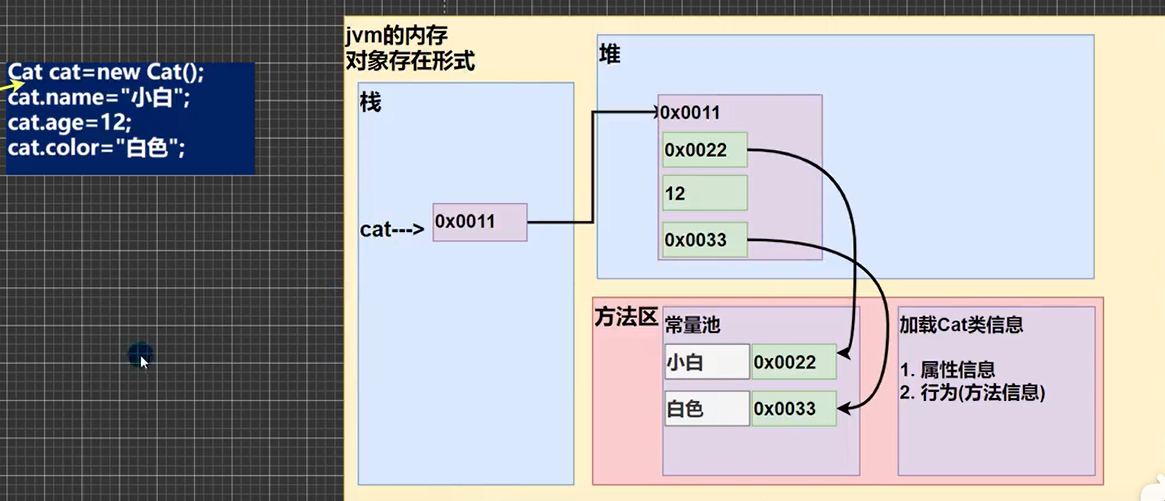 Cat cat=new Cat();
cat.name="小白";
cat.age=12;
cat.color="白色";
jvm的内存
对象存在形式
栈
cat--->
0x0011
堆
0x0011
0x0022
12
0x0033
方法区
常量池
小白
0x0022
白色
0x0033
加载Cat类信息
1. 属性信息
2. 行为(方法信息)